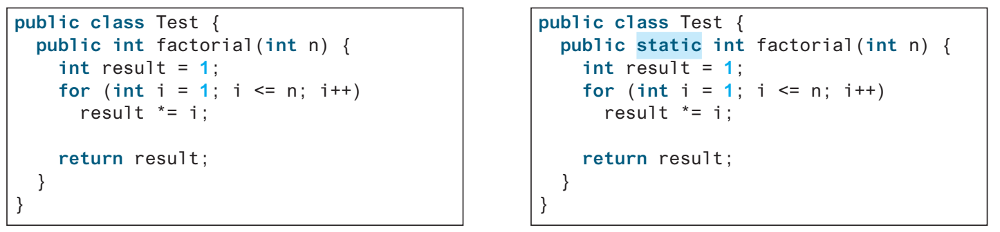 public class Test {
  public int factorial(int n) {
    int result = 1;
    for (int i = 1; i <= n; i++)
      result *= i;

    return result;
  }
}
public class Test {
  public static int factorial(int n) {
    int result = 1;
    for (int i = 1; i <= n; i++)
      result *= i;

    return result;
  }
}